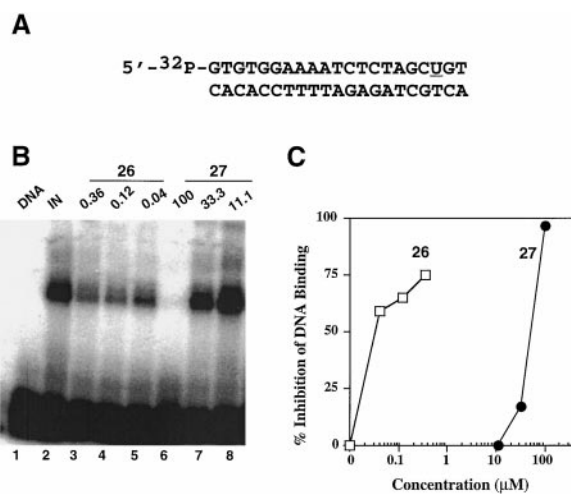 A
5'-32P-GTGTGGAAAATCTCTAGCUGT
CACACCTTTTAGAGATCGTCA
B
26 27
DNA IN 0.36 0.12 0.04 100 33.3 11.1
1 2 3 4 5 6 7 8
C
% Inhibition of DNA Binding
100
75
50
25
0
26
27
0 0.1 1 10 100
Concentration (μM)